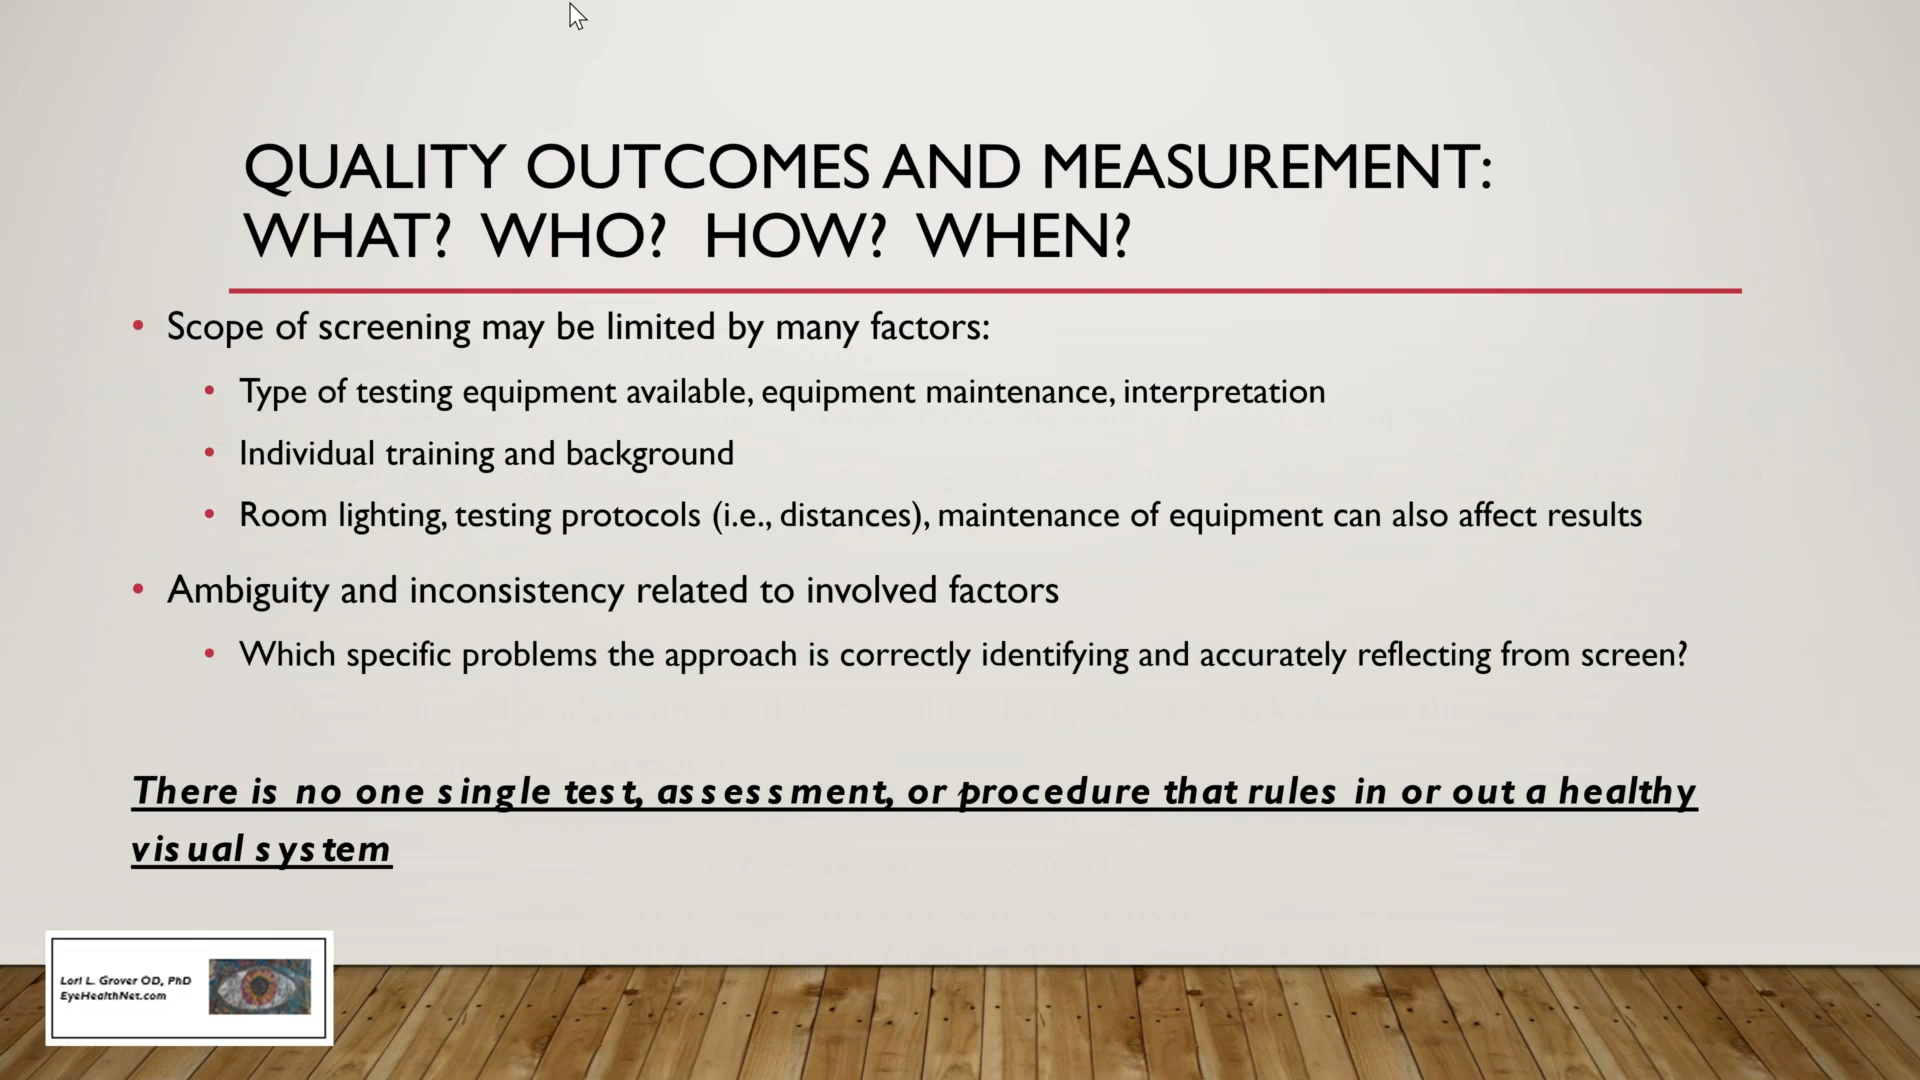 QUALITY OUTCOMES AND MEASUREMENT:
WHAT? WHO? HOW? WHEN?
• Scope of screening may be limited by many factors:
• Type of testing equipment available, equipment maintenance, interpretation
• Individual training and background
• Room lighting, testing protocols (i.e., distances), maintenance of equipment can also affect results
• Ambiguity and inconsistency related to involved factors
• Which specific problems the approach is correctly identifying and accurately reflecting from screen?
There is no one single test, assessment, or procedure that rules in or out a healthy
visual system
Lori L. Grover OD, PhD
EyeHealthNet.com